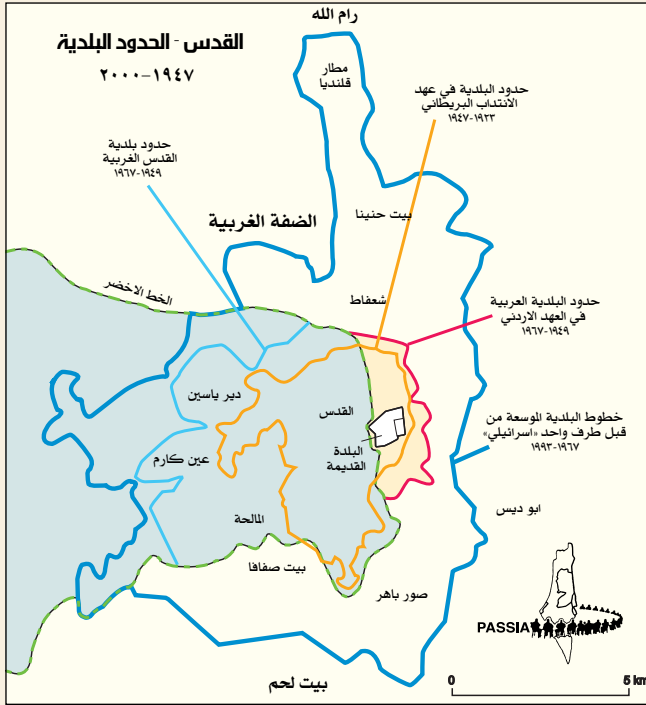 رام الله
القدس - الحدود البلدية
١٩٤٧-٢٠٠٠
مطار
قلنديا
حدود البلدية في عهد
الانتداب البريطاني
١٩٢٣-١٩٤٧
حدود بلدية
القدس الغربية
١٩٤٩-١٩٦٧
بيت حنينا
الضفة الغربية
الخط الاخضر
شعفاط
حدود البلدية العربية
في العهد الاردني
١٩٤٩-١٩٦٧
دير ياسين
القدس
خطوط البلدية الموسعة من
قبل طرف واحد «اسرائيلي»
١٩٦٧-١٩٩٣
البلدة
القديمة
عين كارم
ابو ديس
المالحة
بيت صفافا
صور باهر
PASSIA
بيت لحم
0 5 km